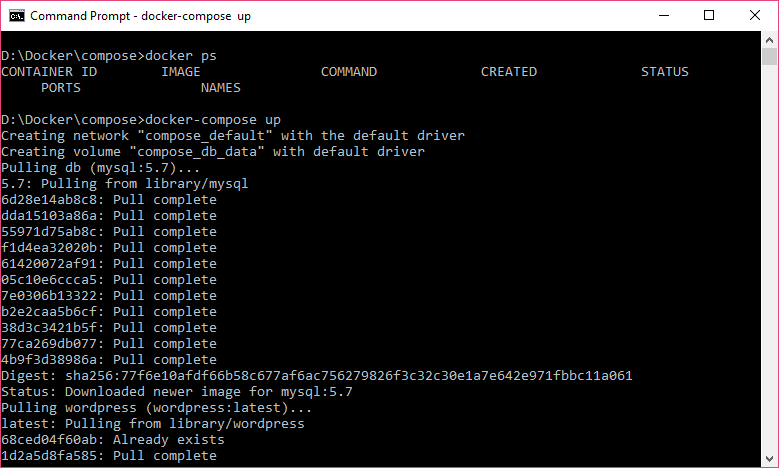 Command Prompt - docker-compose up
D:\Docker\compose>docker ps
CONTAINER ID        IMAGE               COMMAND             CREATED             STATUS
     PORTS               NAMES
D:\Docker\compose>docker-compose up
Creating network "compose_default" with the default driver
Creating volume "compose_db_data" with default driver
Pulling db (mysql:5.7)...
5.7: Pulling from library/mysql
6d28e14ab8c8: Pull complete
dda15103a86a: Pull complete
55971d75ab8c: Pull complete
f1d4ea32020b: Pull complete
61420072af91: Pull complete
05c10e6ccca5: Pull complete
7e0306b13322: Pull complete
b2e2caa5b6cf: Pull complete
38d3c3421b5f: Pull complete
77ca269db077: Pull complete
4b9f3d38986a: Pull complete
Digest: sha256:77f6e10afdf66b58c677af6ac756279826f3c32c30e1a7e642e971fbbc11a061
Status: Downloaded newer image for mysql:5.7
Pulling wordpress (wordpress:latest)...
latest: Pulling from library/wordpress
68ced04f60ab: Already exists
1d2a5d8fa585: Pull complete